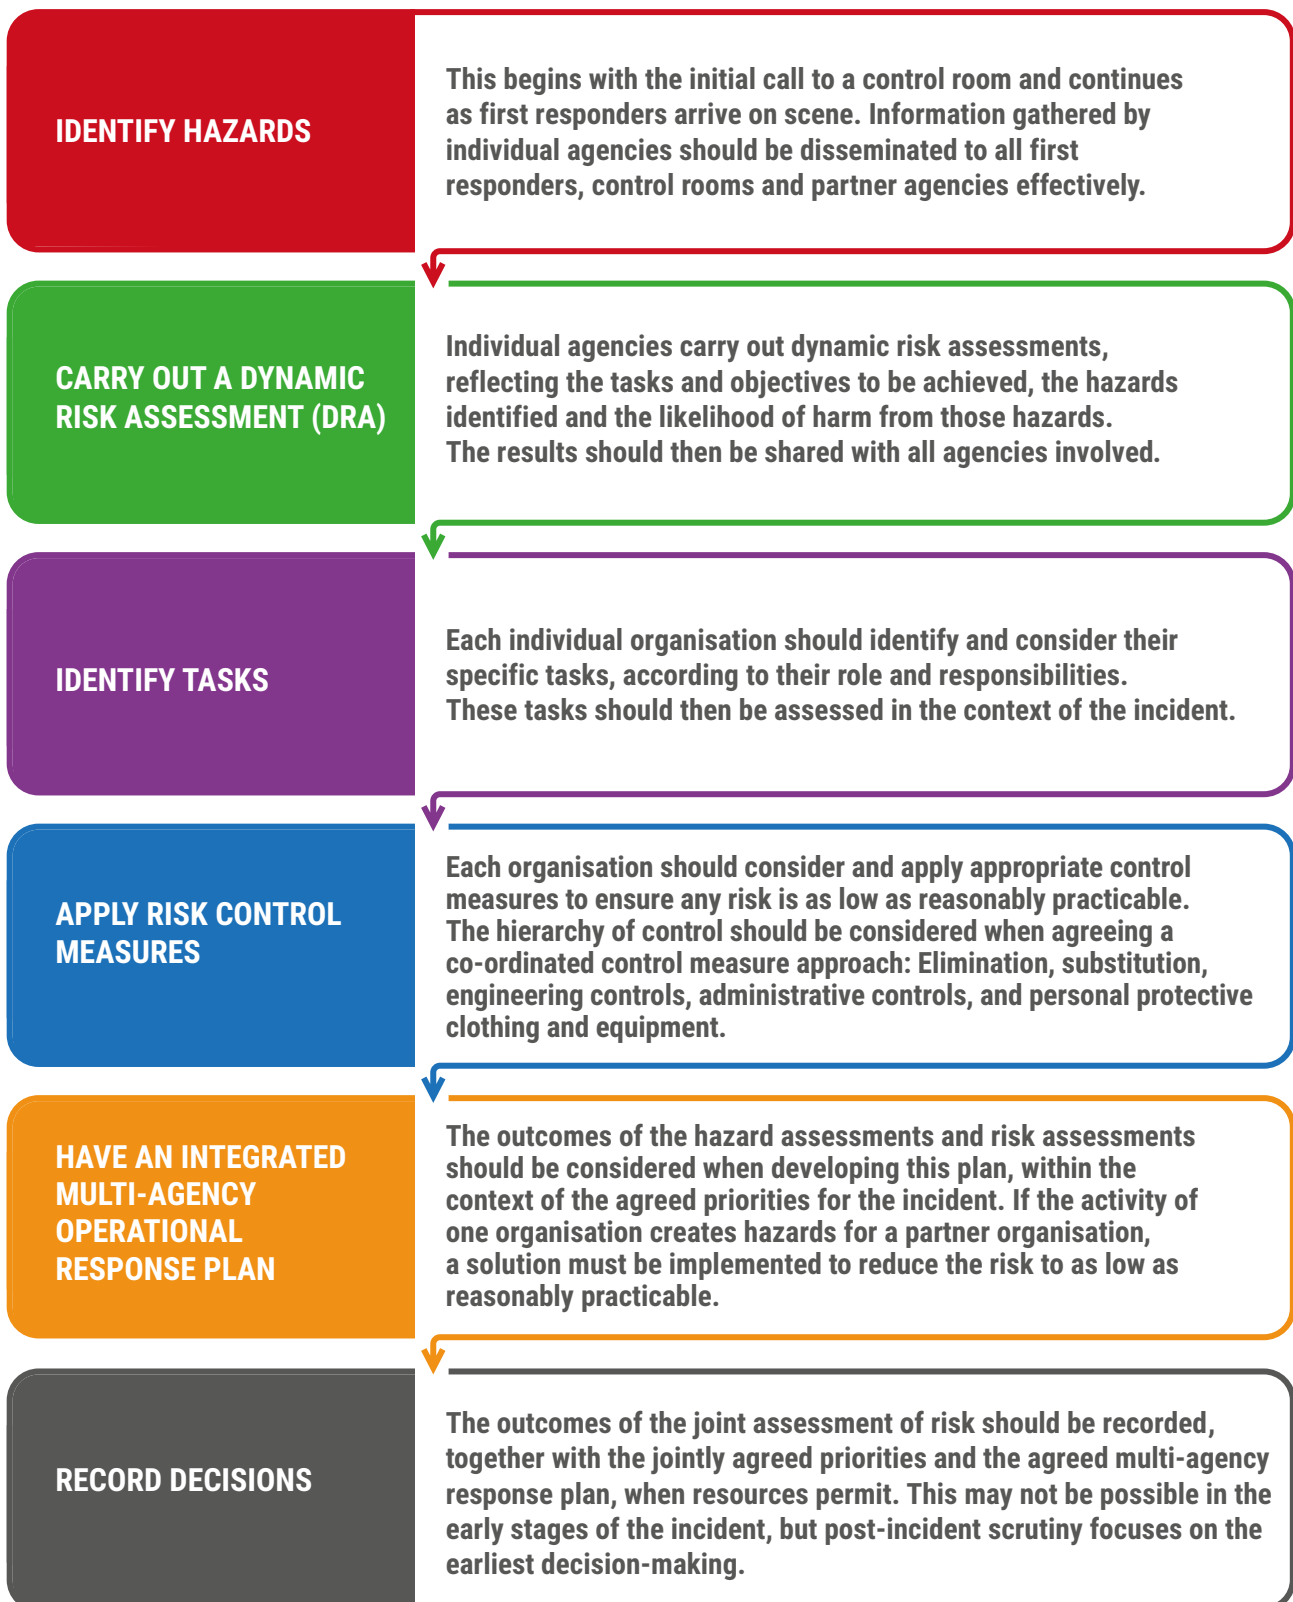 IDENTIFY HAZARDS
This begins with the initial call to a control room and continues
as first responders arrive on scene. Information gathered by
individual agencies should be disseminated to all first
responders, control rooms and partner agencies effectively.
CARRY OUT A DYNAMIC
RISK ASSESSMENT (DRA)
Individual agencies carry out dynamic risk assessments,
reflecting the tasks and objectives to be achieved, the hazards
identified and the likelihood of harm from those hazards.
The results should then be shared with all agencies involved.
IDENTIFY TASKS
Each individual organisation should identify and consider their
specific tasks, according to their role and responsibilities.
These tasks should then be assessed in the context of the incident.
APPLY RISK CONTROL
MEASURES
Each organisation should consider and apply appropriate control
measures to ensure any risk is as low as reasonably practicable.
The hierarchy of control should be considered when agreeing a
co-ordinated control measure approach: Elimination, substitution,
engineering controls, administrative controls, and personal protective
clothing and equipment.
HAVE AN INTEGRATED
MULTI-AGENCY
OPERATIONAL
RESPONSE PLAN
The outcomes of the hazard assessments and risk assessments
should be considered when developing this plan, within the
context of the agreed priorities for the incident. If the activity of
one organisation creates hazards for a partner organisation,
a solution must be implemented to reduce the risk to as low as
reasonably practicable.
RECORD DECISIONS
The outcomes of the joint assessment of risk should be recorded,
together with the jointly agreed priorities and the agreed multi-agency
response plan, when resources permit. This may not be possible in the
early stages of the incident, but post-incident scrutiny focuses on the
earliest decision-making.